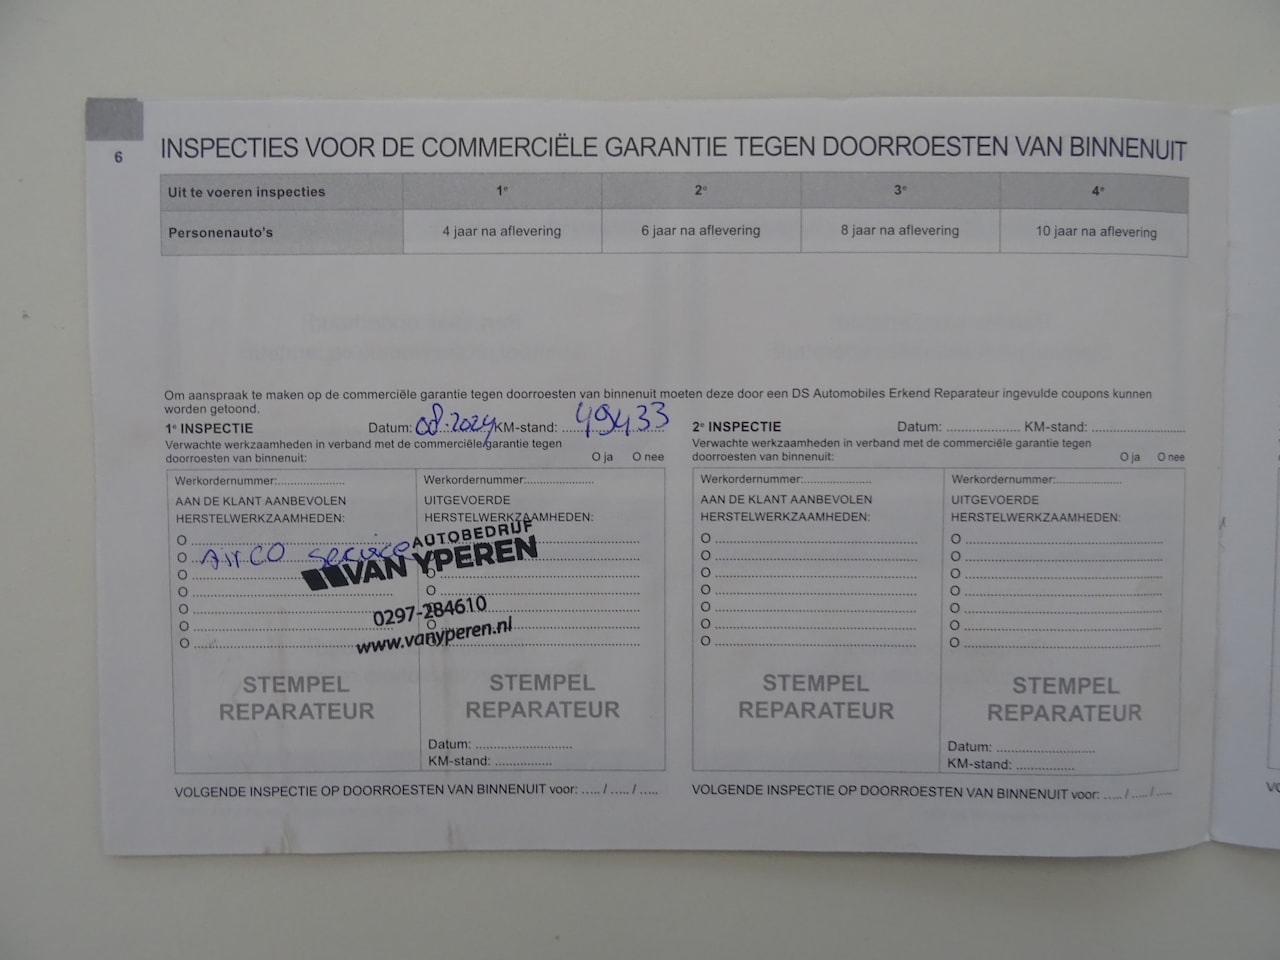 6
INSPECTIES VOOR DE COMMERCIËLE GARANTIE TEGEN DOORROESTEN VAN BINNENUIT
Uit te voeren inspecties 1e 2e 3e 4e
Personenauto's 4 jaar na aflevering 6 jaar na aflevering 8 jaar na aflevering 10 jaar na aflevering
Om aanspraak te maken op de commerciële garantie tegen doorroesten van binnenuit moeten deze door een DS Automobiles Erkend Reparateur ingevulde coupons kunnen
worden getoond.
1e INSPECTIE Datum: 08-2024 KM-stand: 49433
Verwachte werkzaamheden in verband met de commerciële garantie tegen
doorroesten van binnenuit: O ja O nee
Werkordernummer:.................... Werkordernummer:....................
AAN DE KLANT AANBEVOLEN UITGEVOERDE
HERSTELWERKZAAMHEDEN: HERSTELWERKZAAMHEDEN:
O
O AirCO service
O
O
O
O
O
AUTOBEDRIJF
VAN YPEREN
0297-284610
www.vanyperen.nl
STEMPEL STEMPEL
REPARATEUR REPARATEUR
Datum: ............................
KM-stand: ................
VOLGENDE INSPECTIE OP DOORROESTEN VAN BINNENUIT voor: ..... / ..... / .....
2e INSPECTIE Datum: ...................... KM-stand: ............................
Verwachte werkzaamheden in verband met de commerciële garantie tegen
doorroesten van binnenuit: O ja O nee
Werkordernummer:.................... Werkordernummer:....................
AAN DE KLANT AANBEVOLEN UITGEVOERDE
HERSTELWERKZAAMHEDEN: HERSTELWERKZAAMHEDEN:
O O
O O
O O
O O
O O
O O
O O
STEMPEL STEMPEL
REPARATEUR REPARATEUR
Datum: ............................
KM-stand: ................
VOLGENDE INSPECTIE OP DOORROESTEN VAN BINNENUIT voor: ..... / ..... / .....